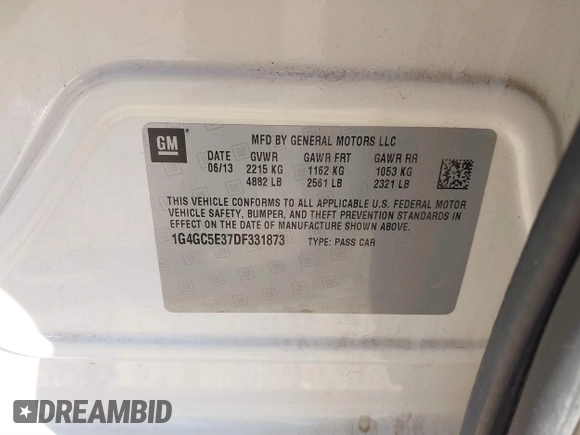 GM
MFD BY GENERAL MOTORS LLC
DATE GVWR GAWR FRT GAWR RR
06/13 2215 KG 1162 KG 1053 KG
4882 LB 2561 LB 2321 LB
THIS VEHICLE CONFORMS TO ALL APPLICABLE U.S. FEDERAL MOTOR
VEHICLE SAFETY, BUMPER, AND THEFT PREVENTION STANDARDS IN
EFFECT ON THE DATE OF MANUFACTURE SHOWN ABOVE.
1G4GC5E37DF331873 TYPE: PASS CAR
DREAMBID